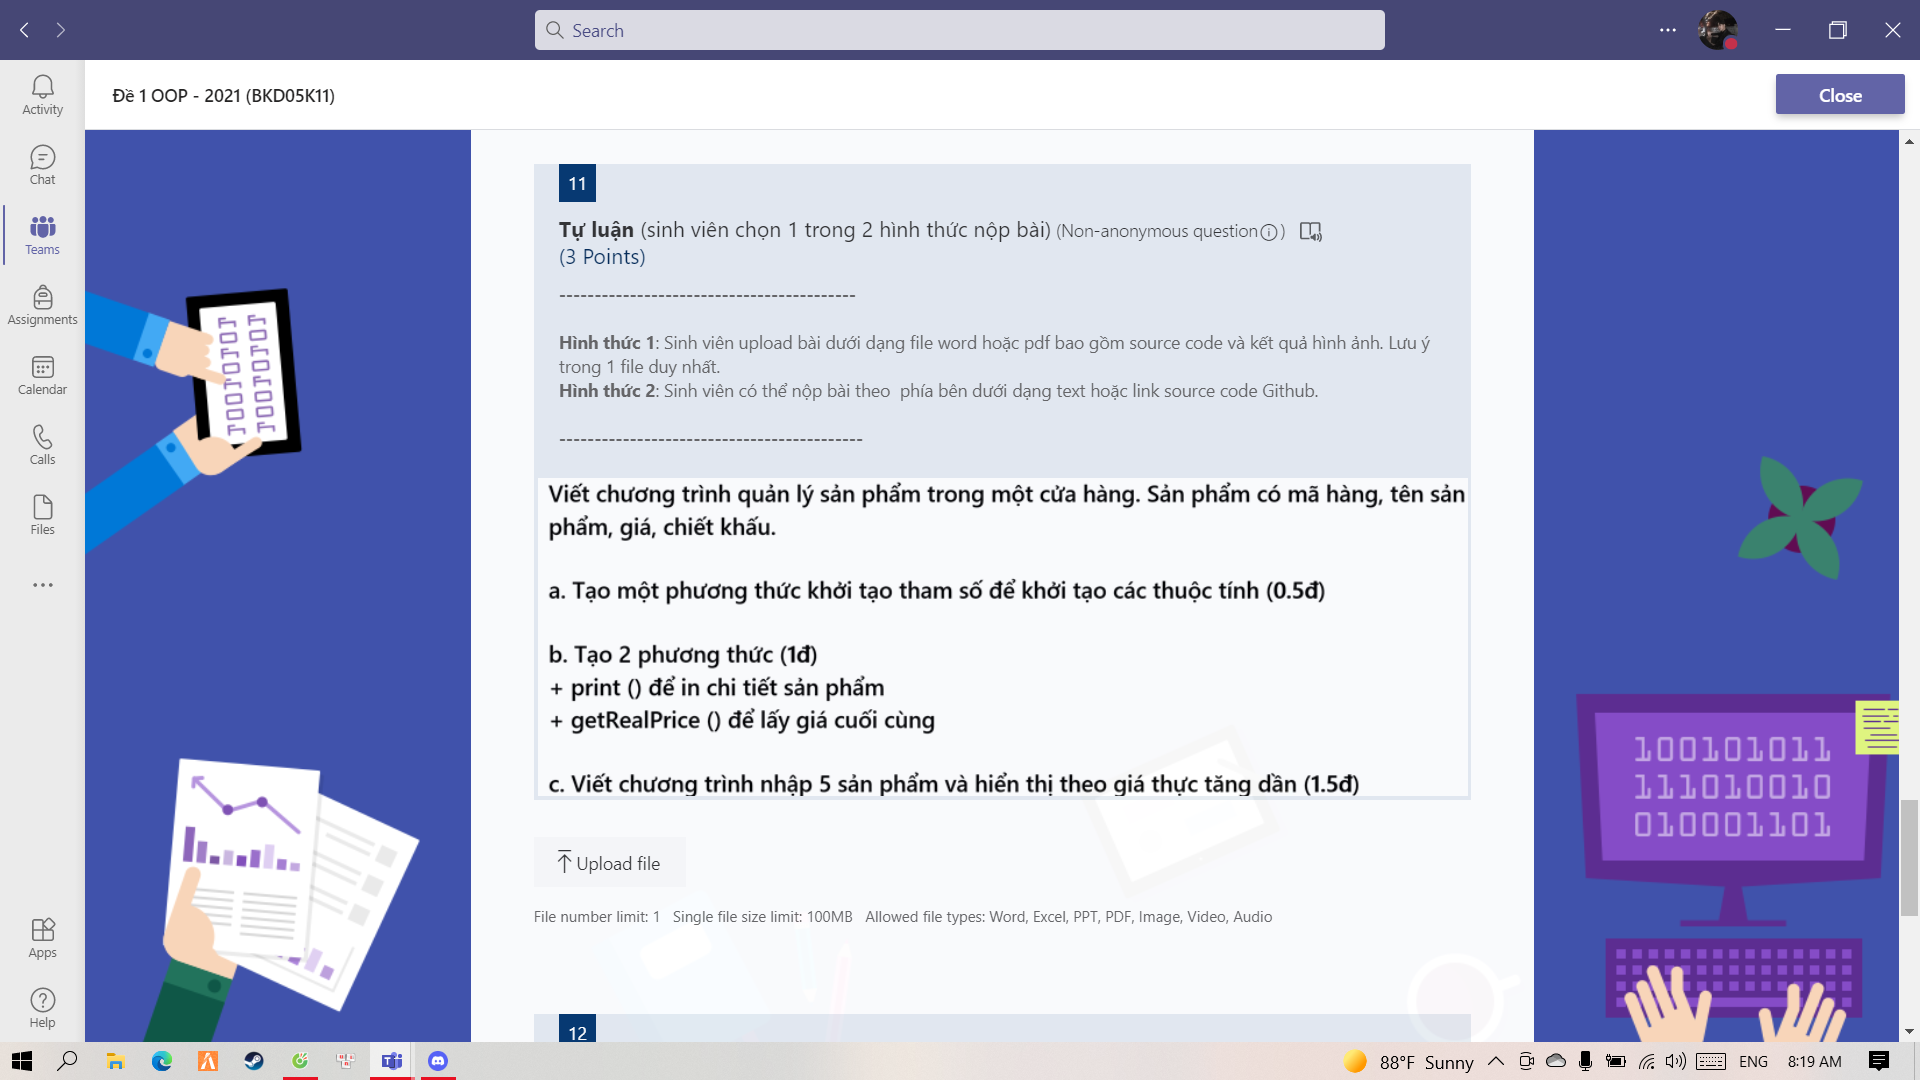 Search
Đề 1 OOP - 2021 (BKD05K11)
Close
Activity
Chat
Teams
Assignments
Calendar
Calls
Files
Apps
Help
11
Tự luận (sinh viên chọn 1 trong 2 hình thức nộp bài) (Non-anonymous question)
(3 Points)
------------------------------------------
Hình thức 1: Sinh viên upload bài dưới dạng file word hoặc pdf bao gồm source code và kết quả hình ảnh. Lưu ý
trong 1 file duy nhất.
Hình thức 2: Sinh viên có thể nộp bài theo  phía bên dưới dạng text hoặc link source code Github.
-------------------------------------------
Viết chương trình quản lý sản phẩm trong một cửa hàng. Sản phẩm có mã hàng, tên sản
phẩm, giá, chiết khấu.
a. Tạo một phương thức khởi tạo tham số để khởi tạo các thuộc tính (0.5đ)
b. Tạo 2 phương thức (1đ)
+ print () để in chi tiết sản phẩm
+ getRealPrice () để lấy giá cuối cùng
c. Viết chương trình nhập 5 sản phẩm và hiển thị theo giá thực tăng dần (1.5đ)
Upload file
File number limit: 1 Single file size limit: 100MB Allowed file types: Word, Excel, PPT, PDF, Image, Video, Audio
12
100101011
111010010
010001101
88°F Sunny
ENG
8:19 AM